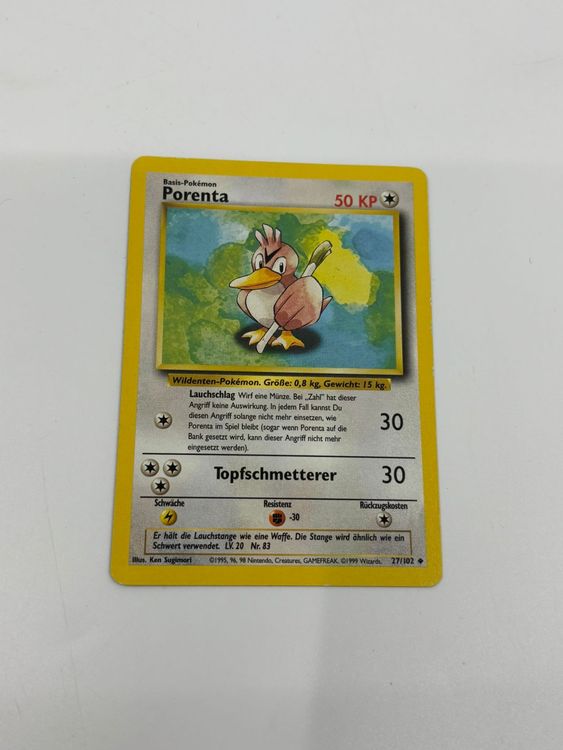 Basis-Pokémon
Porenta
50 KP
Wildenten-Pokémon. Größe: 0,8 kg, Gewicht: 15 kg.
Lauchschlag Wirf eine Münze. Bei „Zahl" hat dieser
Angriff keine Auswirkung. In jedem Fall kannst Du
diesen Angriff solange nicht mehr einsetzen, wie
Porenta im Spiel bleibt (sogar wenn Porenta auf die
Bank gesetzt wird, kann dieser Angriff nicht mehr
eingesetzt werden).
30
Topfschmetterer 30
Schwäche Resistenz Rückzugskosten
-30
Er hält die Lauchstange wie eine Waffe. Die Stange wird ähnlich wie ein
Schwert verwendet. LV. 20 Nr. 83
Illus. Ken Sugimori ©1995, 96, 98 Nintendo, Creatures, GAMEFREAK. ©1999 Wizards. 27/102